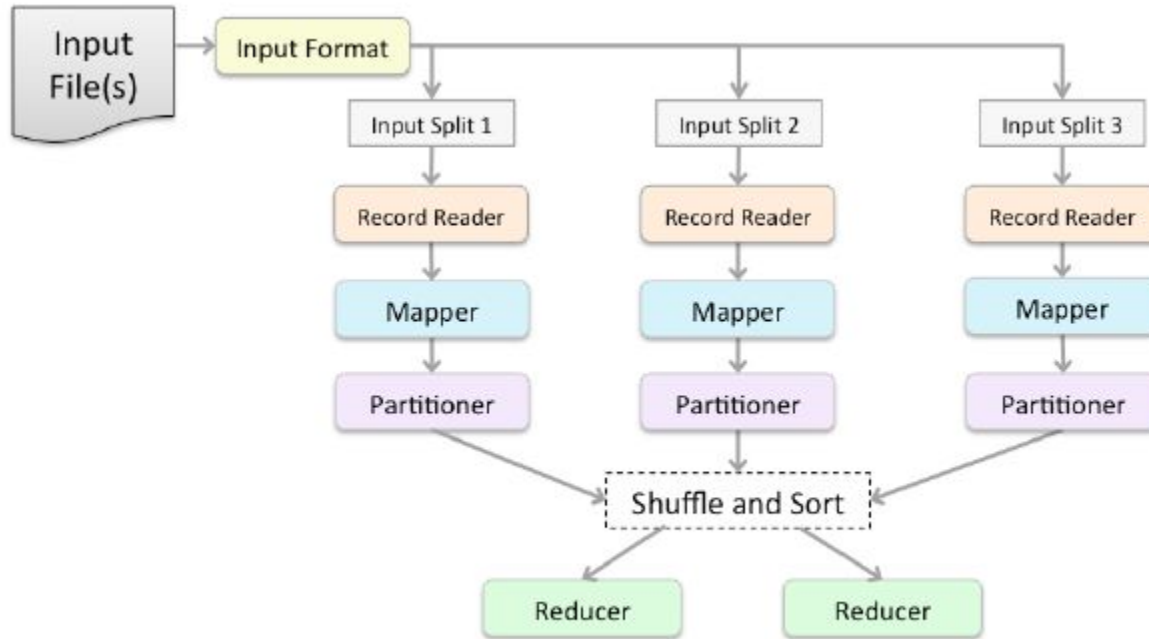 Input
File(s)
Input Format
Input Split 1
Input Split 2
Input Split 3
Record Reader
Record Reader
Record Reader
Mapper
Mapper
Mapper
Partitioner
Partitioner
Partitioner
Shuffle and Sort
Reducer
Reducer